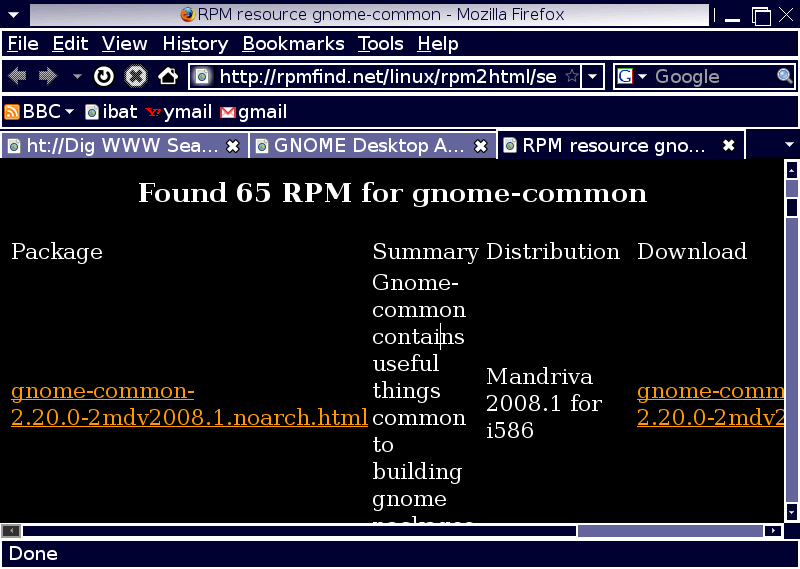 RPM resource gnome-common - Mozilla Firefox
File Edit View History Bookmarks Tools Help
http://rpmfind.net/linux/rpm2html/se
G Google
BBC ibat ymail gmail
ht://Dig WWW Sea... GNOME Desktop A... RPM resource gno...
Found 65 RPM for gnome-common
Package Summary Distribution Download
Gnome-
common
contains
useful
things
common
to
building
gnome
packages
gnome-common-
2.20.0-2mdv2008.1.noarch.html
Mandriva
2008.1 for
i586
gnome-comm
2.20.0-2mdv2
Done